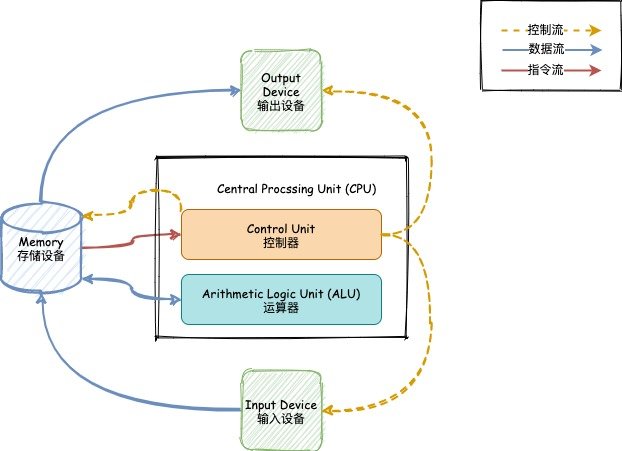 控制流
数据流
指令流
Output
Device
输出设备
Central Procssing Unit (CPU)
Control Unit
控制器
Memory
存储设备
Arithmetic Logic Unit (ALU)
运算器
Input Device
输入设备